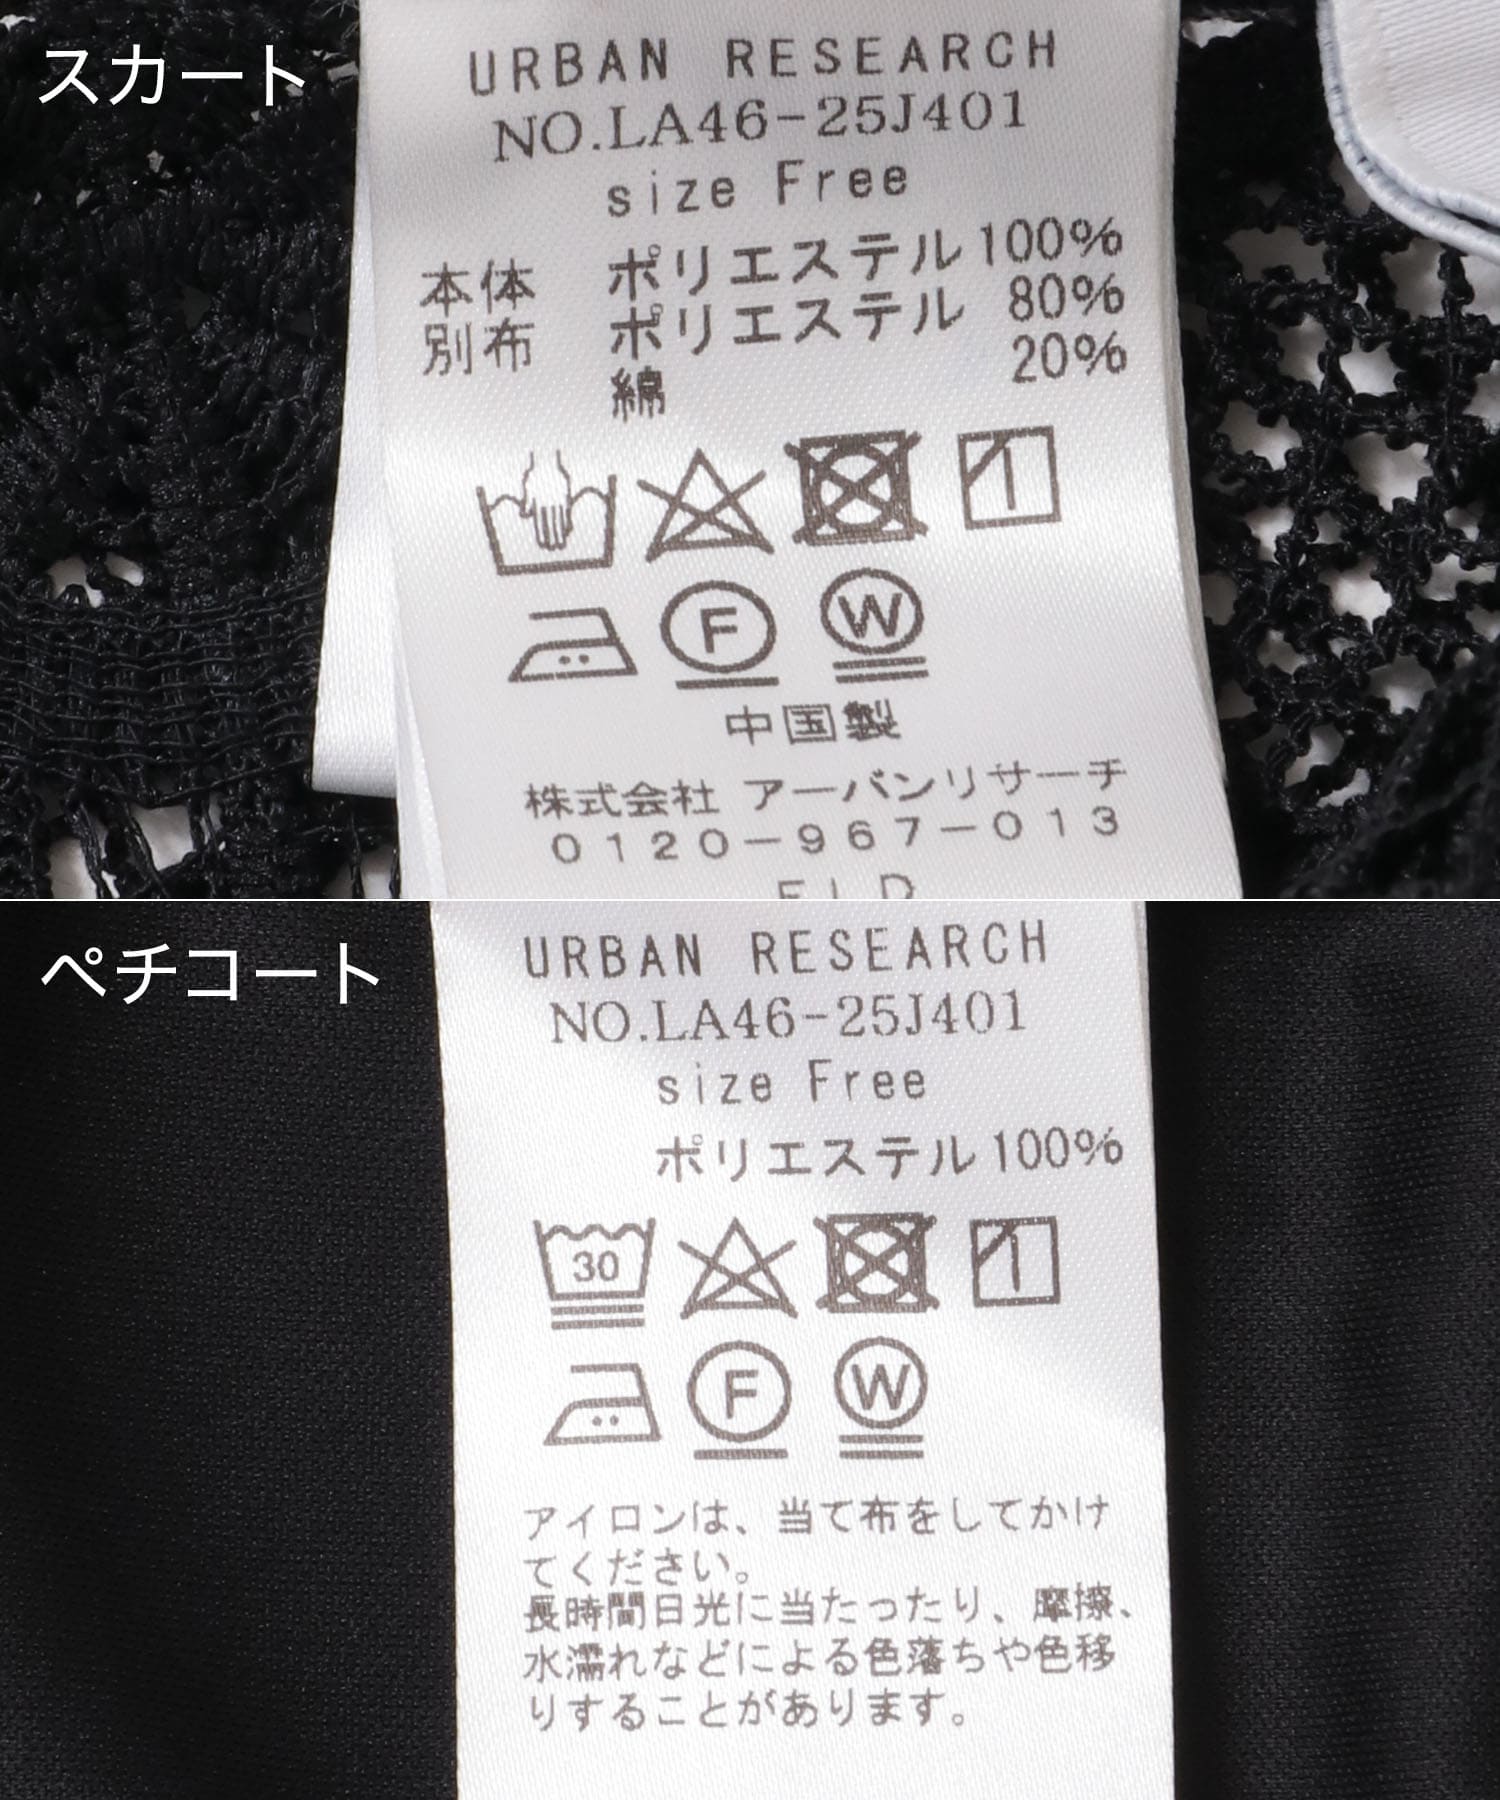 スカート
URBAN RESEARCH
NO.LA46-25J401
size Free
本体 ポリエステル100%
別布 ポリエステル 80%
綿 20%
F
W
中国製
株式会社 アーバンリサーチ
0120-967-013
ペチコート
URBAN RESEARCH
NO.LA46-25J401
size Free
ポリエステル100%
30
F
W
アイロンは、当て布をしてかけ
てください。
長時間日光に当たったり、摩擦、
水濡れなどによる色落ちや色移
りすることがあります。